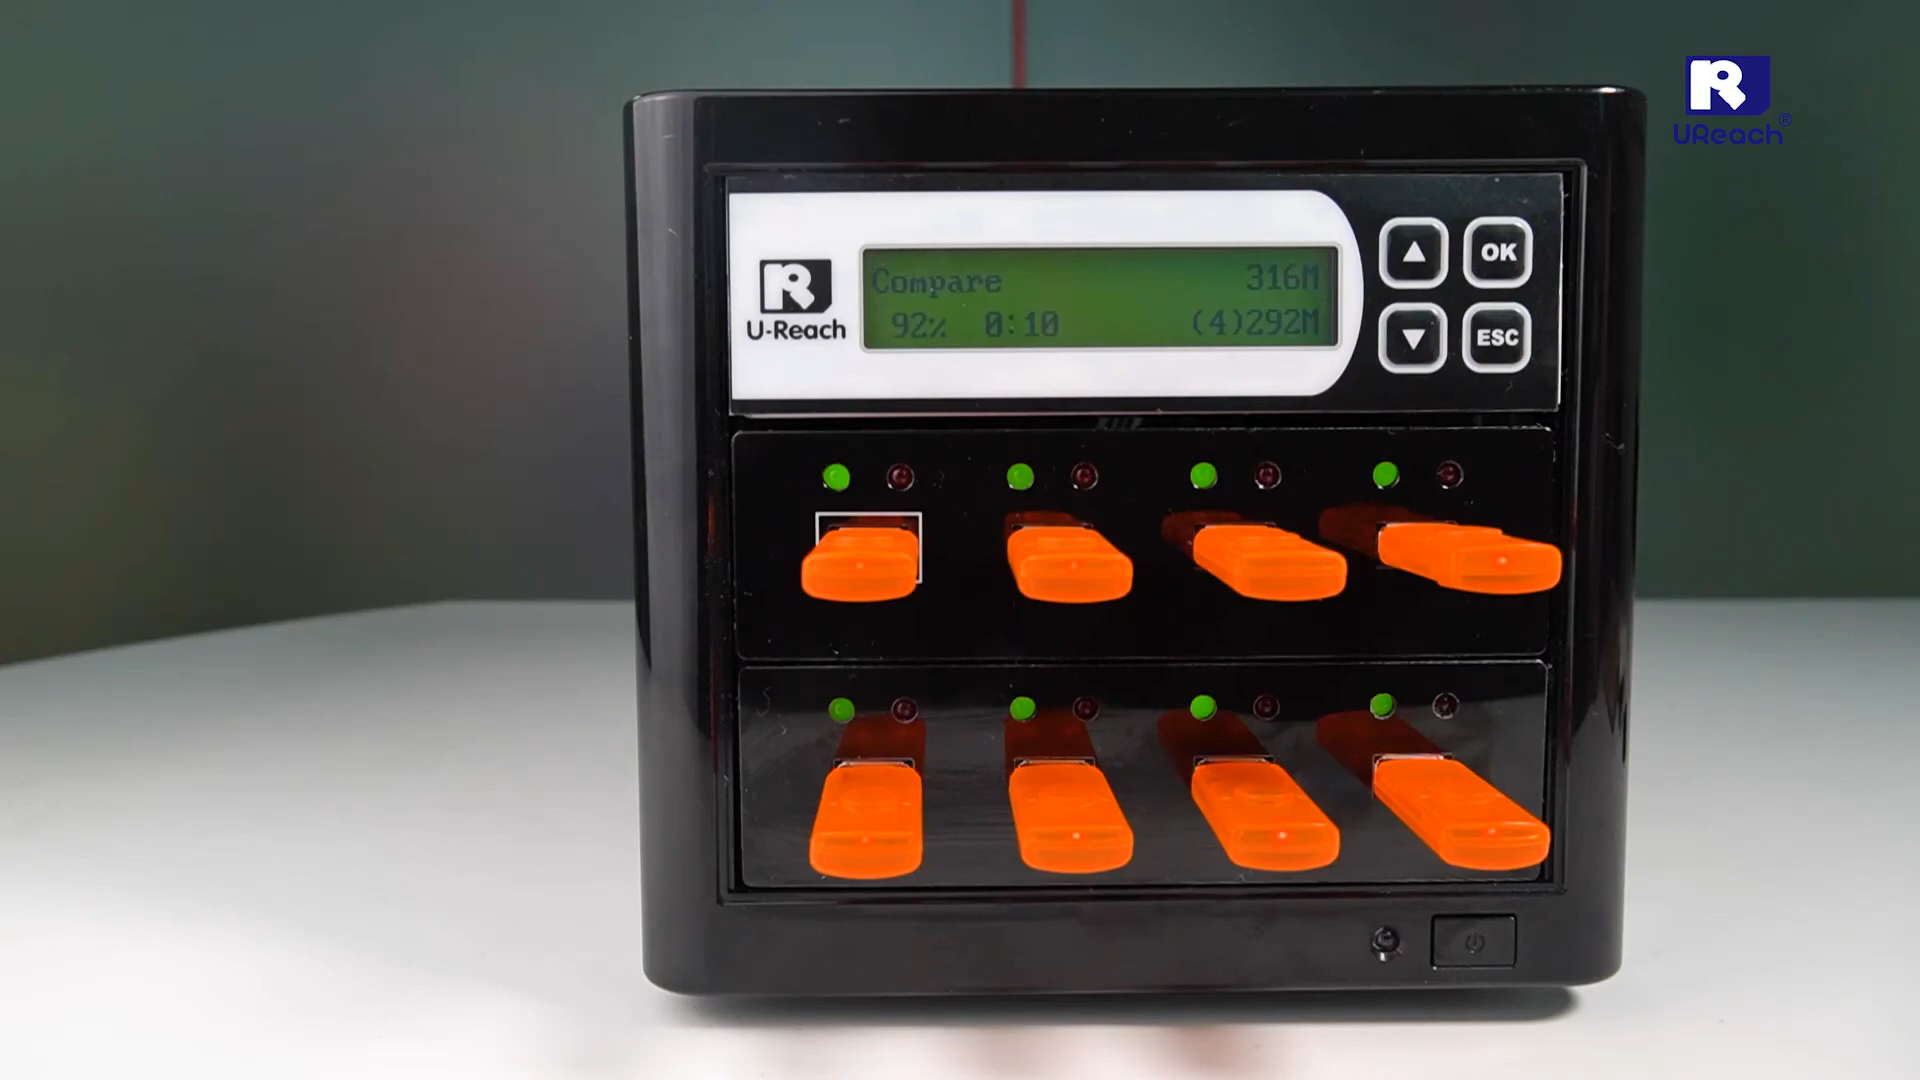 R
UReach®
R
U-Reach
Compare 316M
92% 0:10 (4)292M
▲ OK
▼ ESC